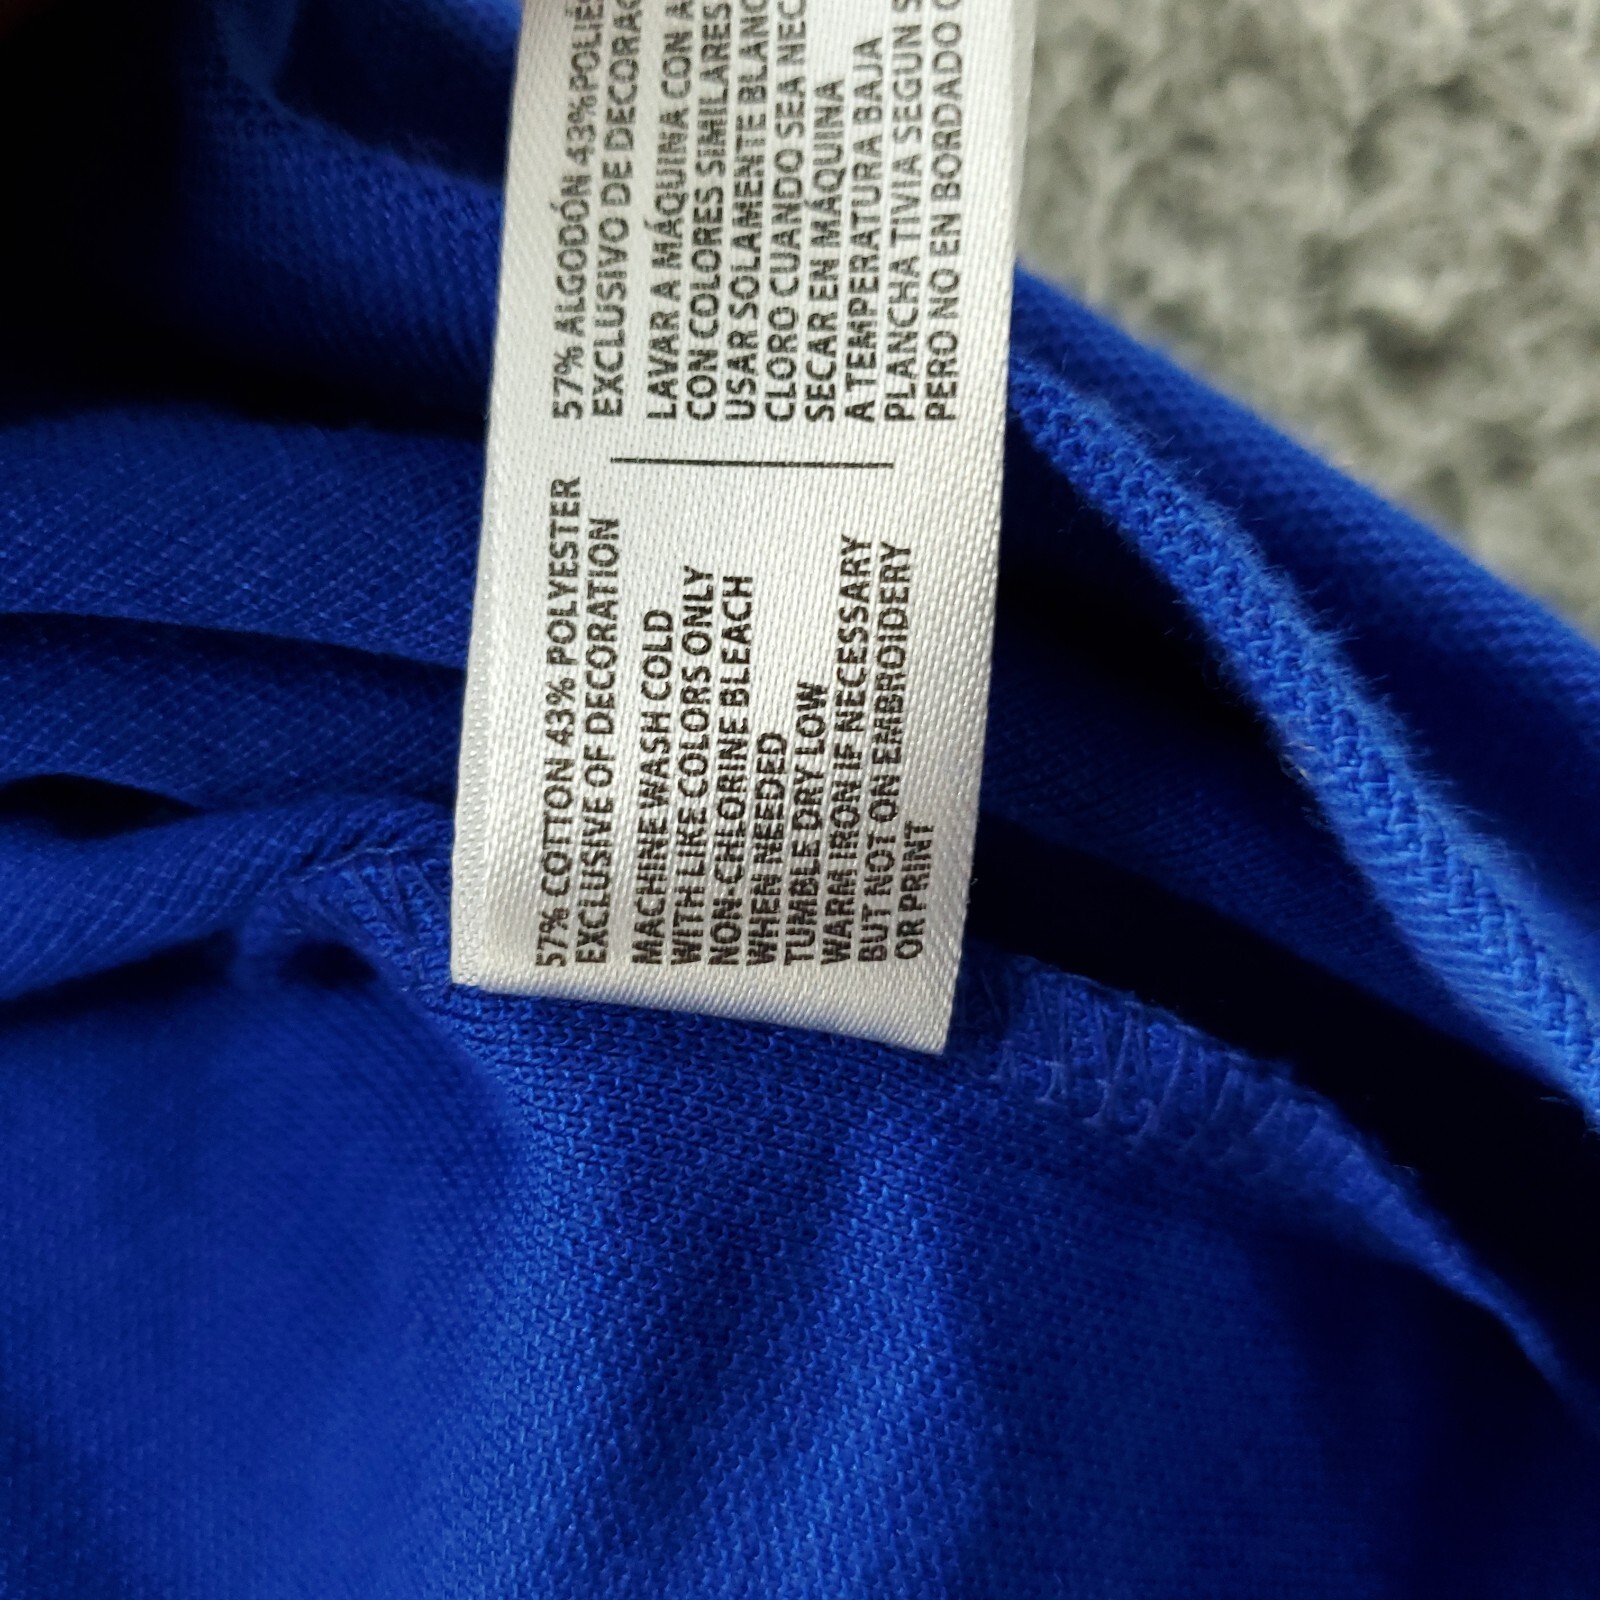 57% COTTON 43% POLYESTER
EXCLUSIVE OF DECORATION
MACHINE WASH COLD
WITH LIKE COLORS ONLY
NON-CHLORINE BLEACH
WHEN NEEDED
TUMBLE DRY LOW
WARM IRON IF NECESSARY
BUT NOT ON EMBROIDERY
OR PRINT
57% ALGODÓN 43%
EXCLUSIVO DE
LAVAR A MÁQUINA CON
CON COLORES SIMILARES
USAR SOLAMENTE
CLORO CUANDO SEA
SECAR EN MÁQUINA
A TEMPERATURA BAJA
PLANCHA TIVIA SEGUN
PERO NO EN BORDADO